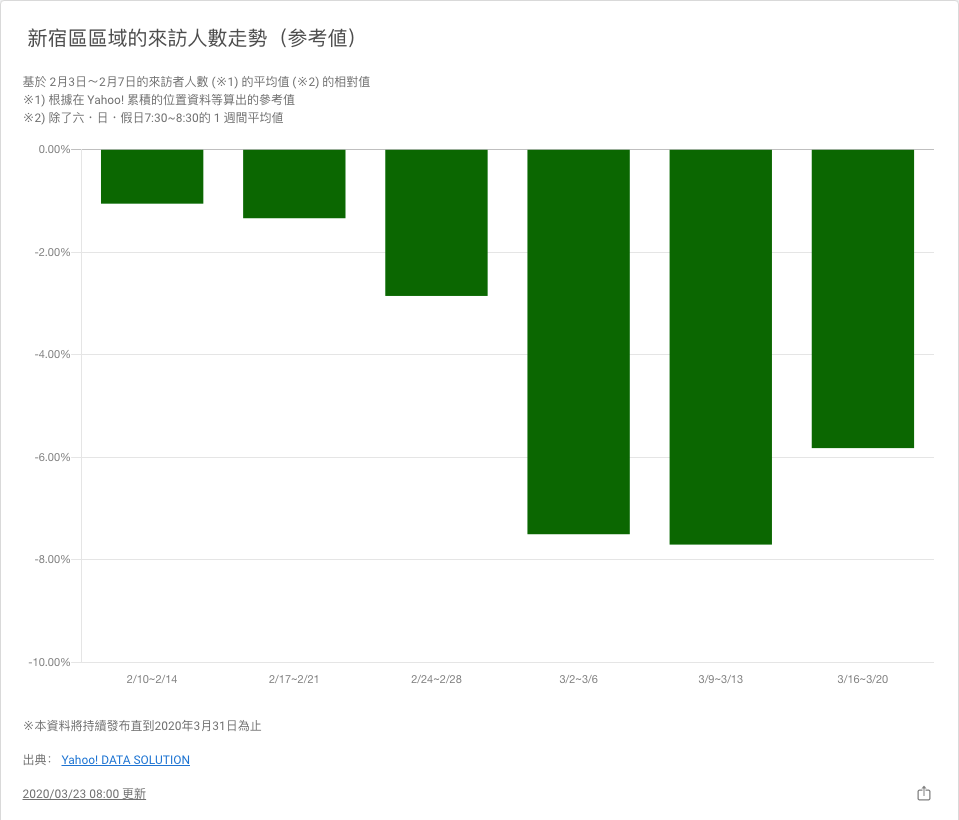 新宿區區域的來訪人數走勢（参考値）
基於 2月3日～2月7日的來訪者人數 (※1) 的平均值 (※2) 的相對值
※1) 根據在 Yahoo! 累積的位置資料等算出的參考值
※2) 除了六・日・假日7:30~8:30的 1 週間平均値
0.00%
-2.00%
-4.00%
-6.00%
-8.00%
-10.00%
2/10~2/14 2/17~2/21 2/24~2/28 3/2~3/6 3/9~3/13 3/16~3/20
※本資料將持續發布直到2020年3月31日為止
出典： Yahoo! DATA SOLUTION
2020/03/23 08:00 更新